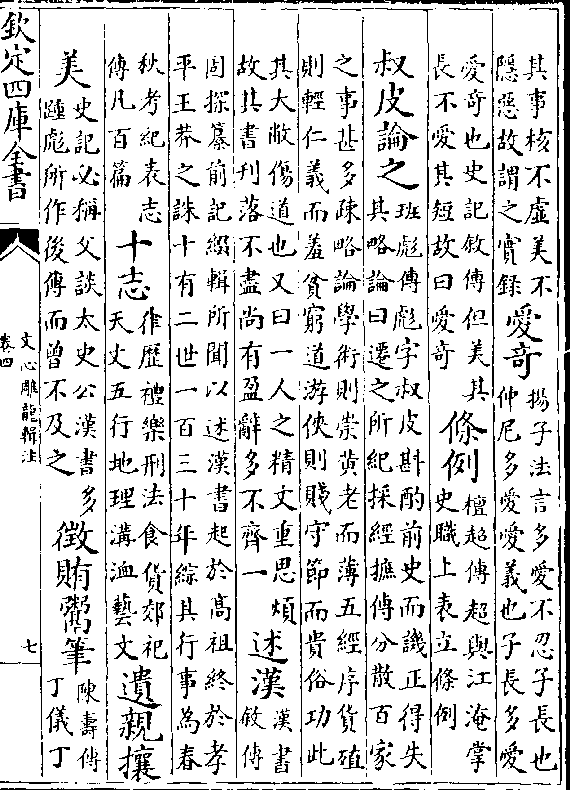 其事核不虛美不
隱惡故謂之實錄
愛奇
揚子法言多愛不忍子長也
仲尼多愛愛義也子長多愛
愛奇也史記敘傳但美其
長不愛其短故曰愛奇
條例
檀超傳超與江淹掌
史職上表立條例
叔皮論之
班彪傳彪字叔皮斟酌前史而譏正得失
其略論曰遷之所紀採經摭傳分散百家
之事甚多疎略論學術則崇黄老而薄五經序貨殖
則輕仁義而羞貧窮道游俠則賤守節而貴俗功此
其大敝傷道也又曰一人之精文重思煩
故其書刊落不盡尚有盈辭多不齊一
述漢
漢書
敘傳
固探纂前記綴輯所聞以述漢書起於高祖終於孝
平王莽之誅十有二世一百三十年綜其行事為春
秋考紀表志
傳凡百篇
十志
律歷禮樂刑法食貨郊祀
天文五行地理溝洫藝文
遺親攘
美
史記必稱父談太史公漢書多
踵彪所作後傳而曾不及之
徵賄鬻筆
陳壽傳
丁儀丁
欽定四庫全書
文心雕龍輯注
卷四
七